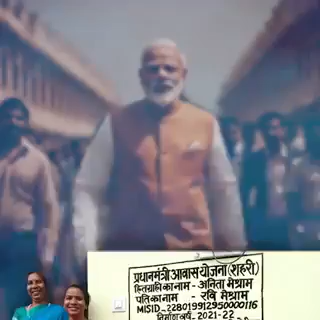 प्रधानमंत्री आवास योजना (शहरी)
हितग्राही का नाम - अनिता मेश्राम
पति का नाम - रवि मेश्राम
MISID - 22801991295000116
निर्माण वर्ष - 2021-22